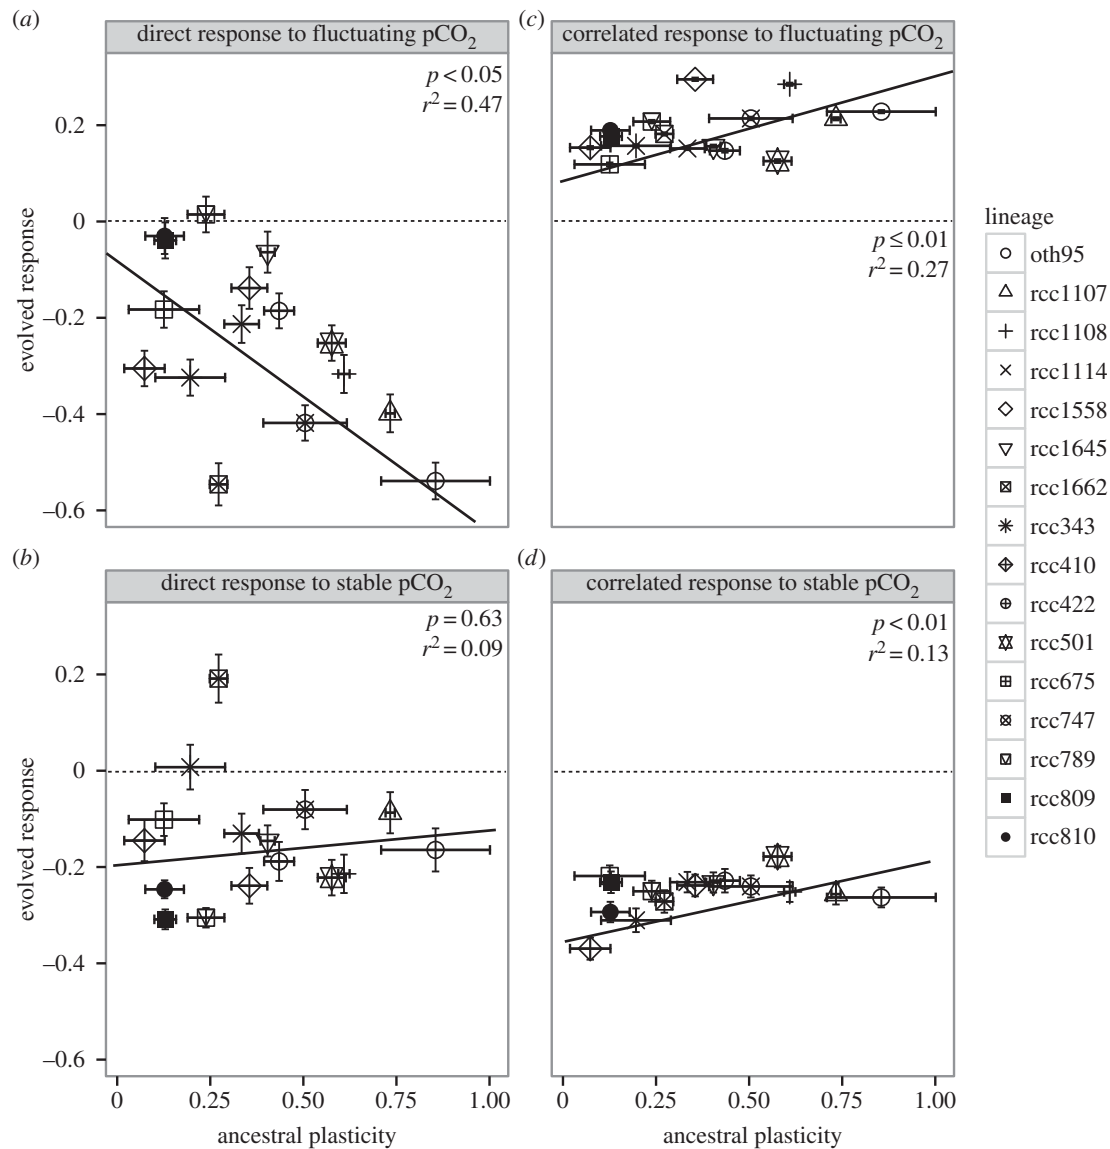 (a)
direct response to fluctuating pCO₂
p < 0.05
r² = 0.47
0.2
0
–0.2
–0.4
–0.6
evolved response
(c)
correlated response to fluctuating pCO₂
p ≤ 0.01
r² = 0.27
(b)
direct response to stable pCO₂
p = 0.63
r² = 0.09
0.2
0
–0.2
–0.4
–0.6
evolved response
0 0.25 0.50 0.75 1.00
ancestral plasticity
(d)
correlated response to stable pCO₂
p < 0.01
r² = 0.13
0 0.25 0.50 0.75 1.00
ancestral plasticity
lineage
oth95
rcc1107
rcc1108
rcc1114
rcc1558
rcc1645
rcc1662
rcc343
rcc410
rcc422
rcc501
rcc675
rcc747
rcc789
rcc809
rcc810